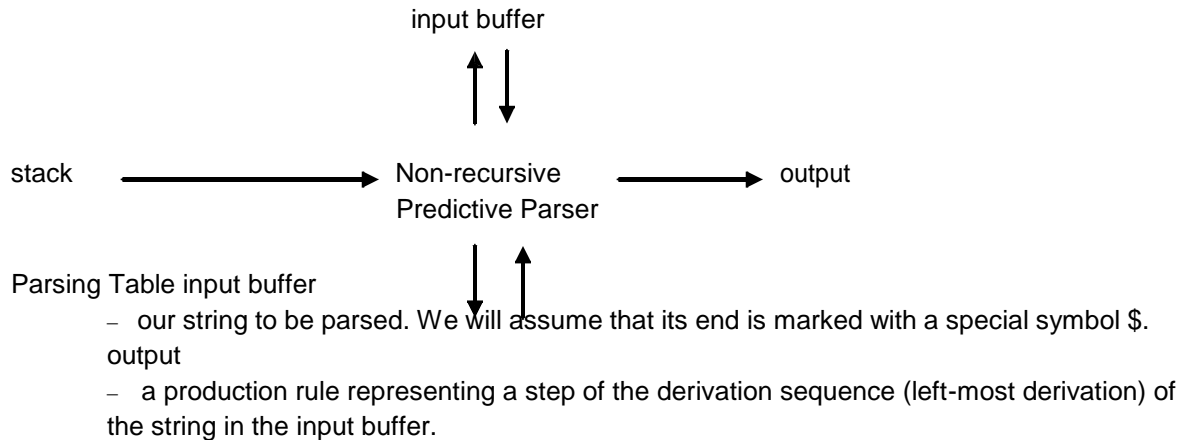 input buffer
stack Non-recursive output
Predictive Parser
Parsing Table input buffer
– our string to be parsed. We will assume that its end is marked with a special symbol $.
output
– a production rule representing a step of the derivation sequence (left-most derivation) of
the string in the input buffer.